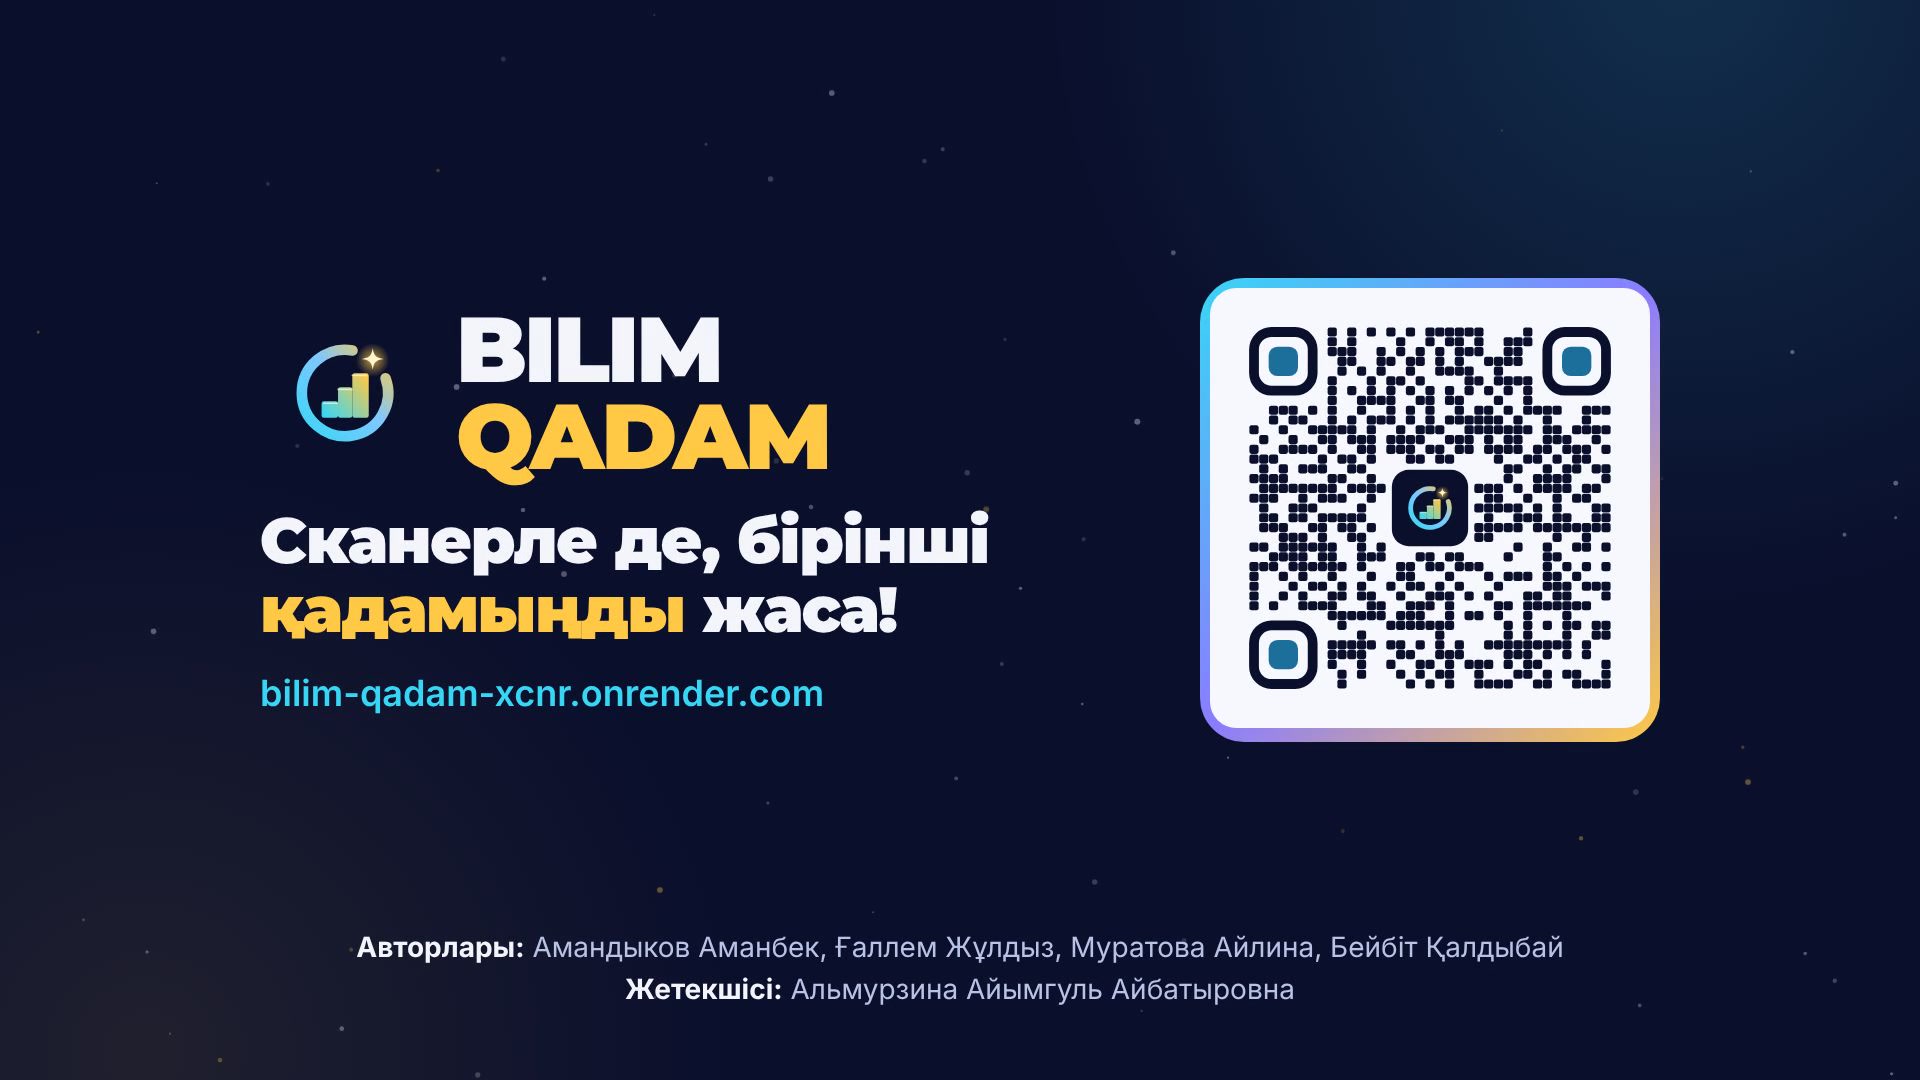 BILIM
QADAM
Сканерле де, бірінші
қадамыңды жаса!
bilim-qadam-xcnr.onrender.com
Авторлары: Амандыков Аманбек, Ғаллем Жұлдыз, Муратова Айлина, Бейбіт Қалдыбай
Жетекшісі: Альмурзина Айымгуль Айбатыровна